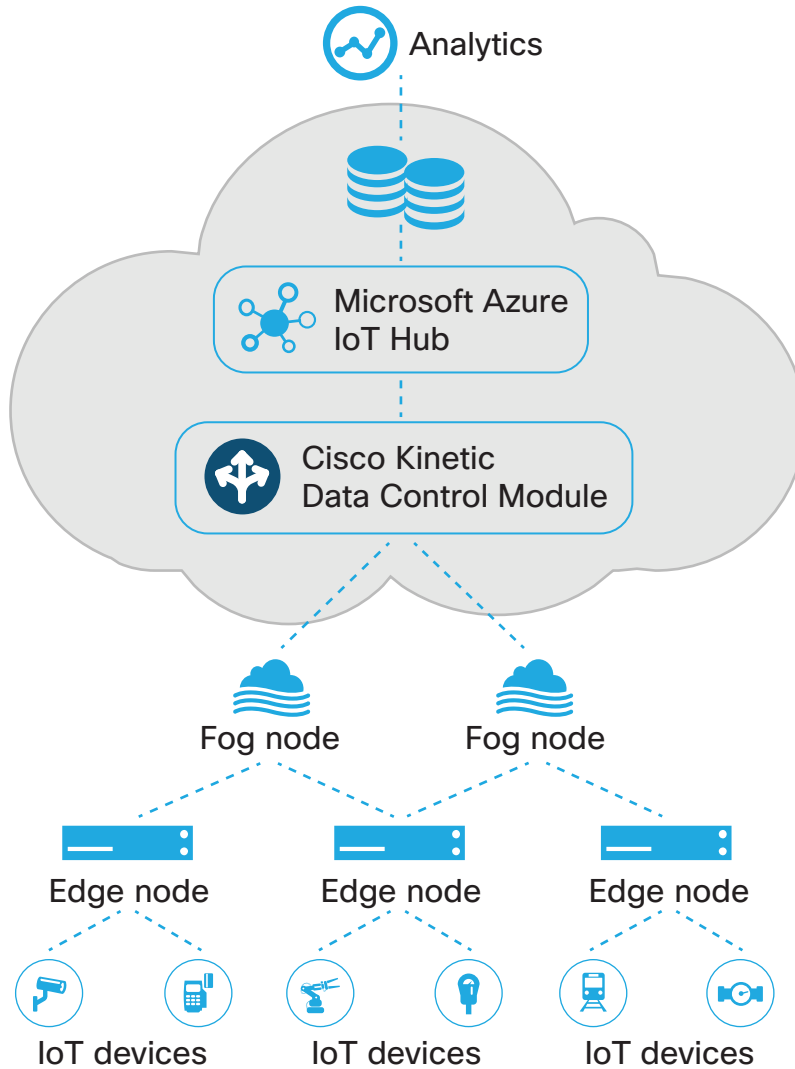 Analytics
Microsoft Azure
IoT Hub
Cisco Kinetic
Data Control Module
Fog node
Fog node
Edge node
Edge node
Edge node
IoT devices
IoT devices
IoT devices